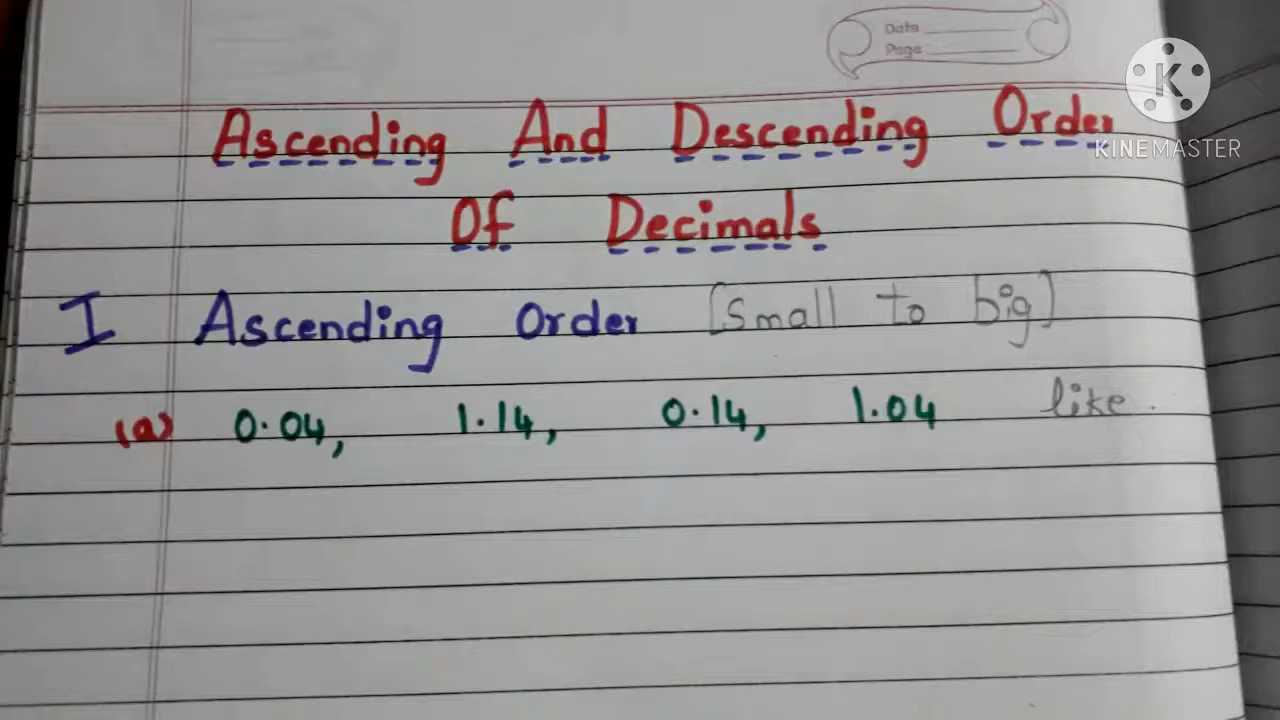 Date
Page
K
KINEMASTER
Ascending And Descending Order
Of Decimals
I Ascending Order [Small to big]
(a) 0.04, 1.14, 0.14, 1.04 like.